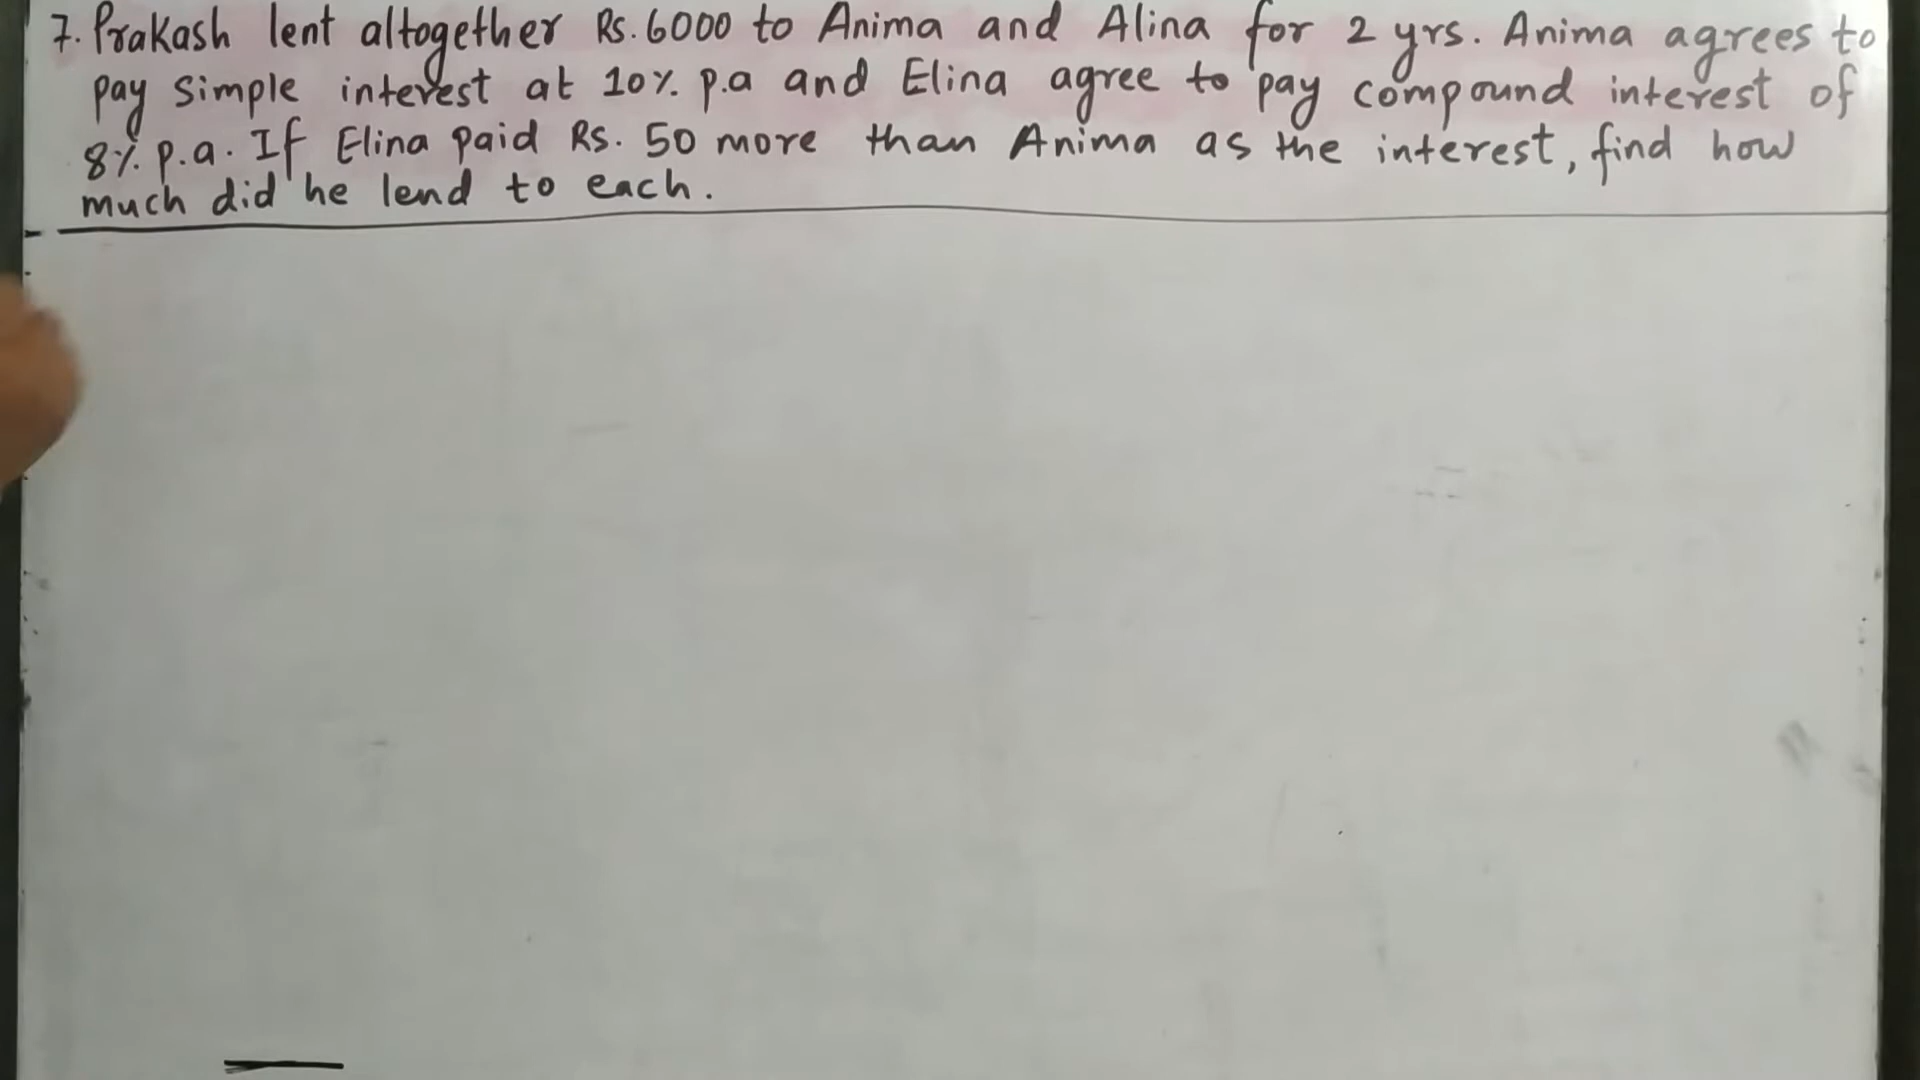 7. Prakash lent altogether Rs. 6000 to Anima and Alina for 2 yrs. Anima agrees to
pay simple interest at 10% p.a and Elina agree to pay compound interest of
8% p.a. If Elina paid Rs. 50 more than Anima as the interest, find how
much did he lend to each.